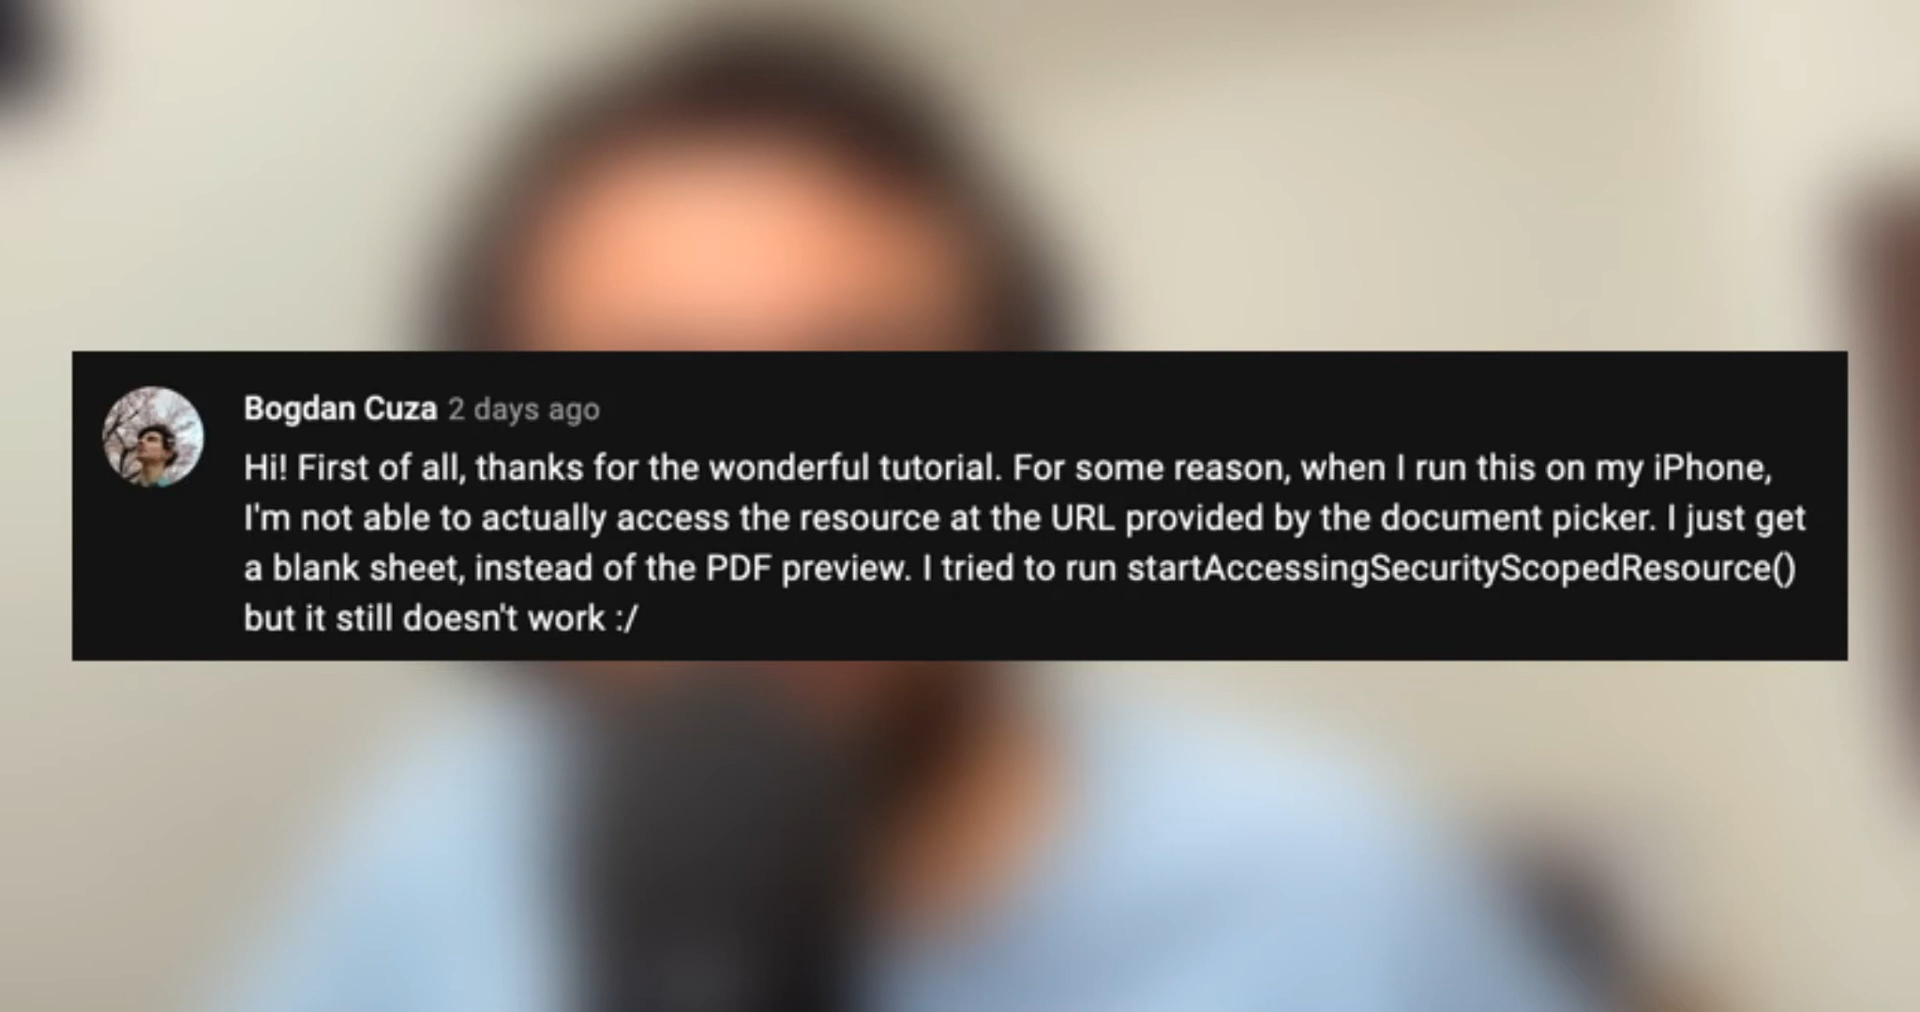 Bogdan Cuza 2 days ago
Hi! First of all, thanks for the wonderful tutorial. For some reason, when I run this on my iPhone,
I'm not able to actually access the resource at the URL provided by the document picker. I just get
a blank sheet, instead of the PDF preview. I tried to run startAccessingSecurityScopedResource()
but it still doesn't work :/